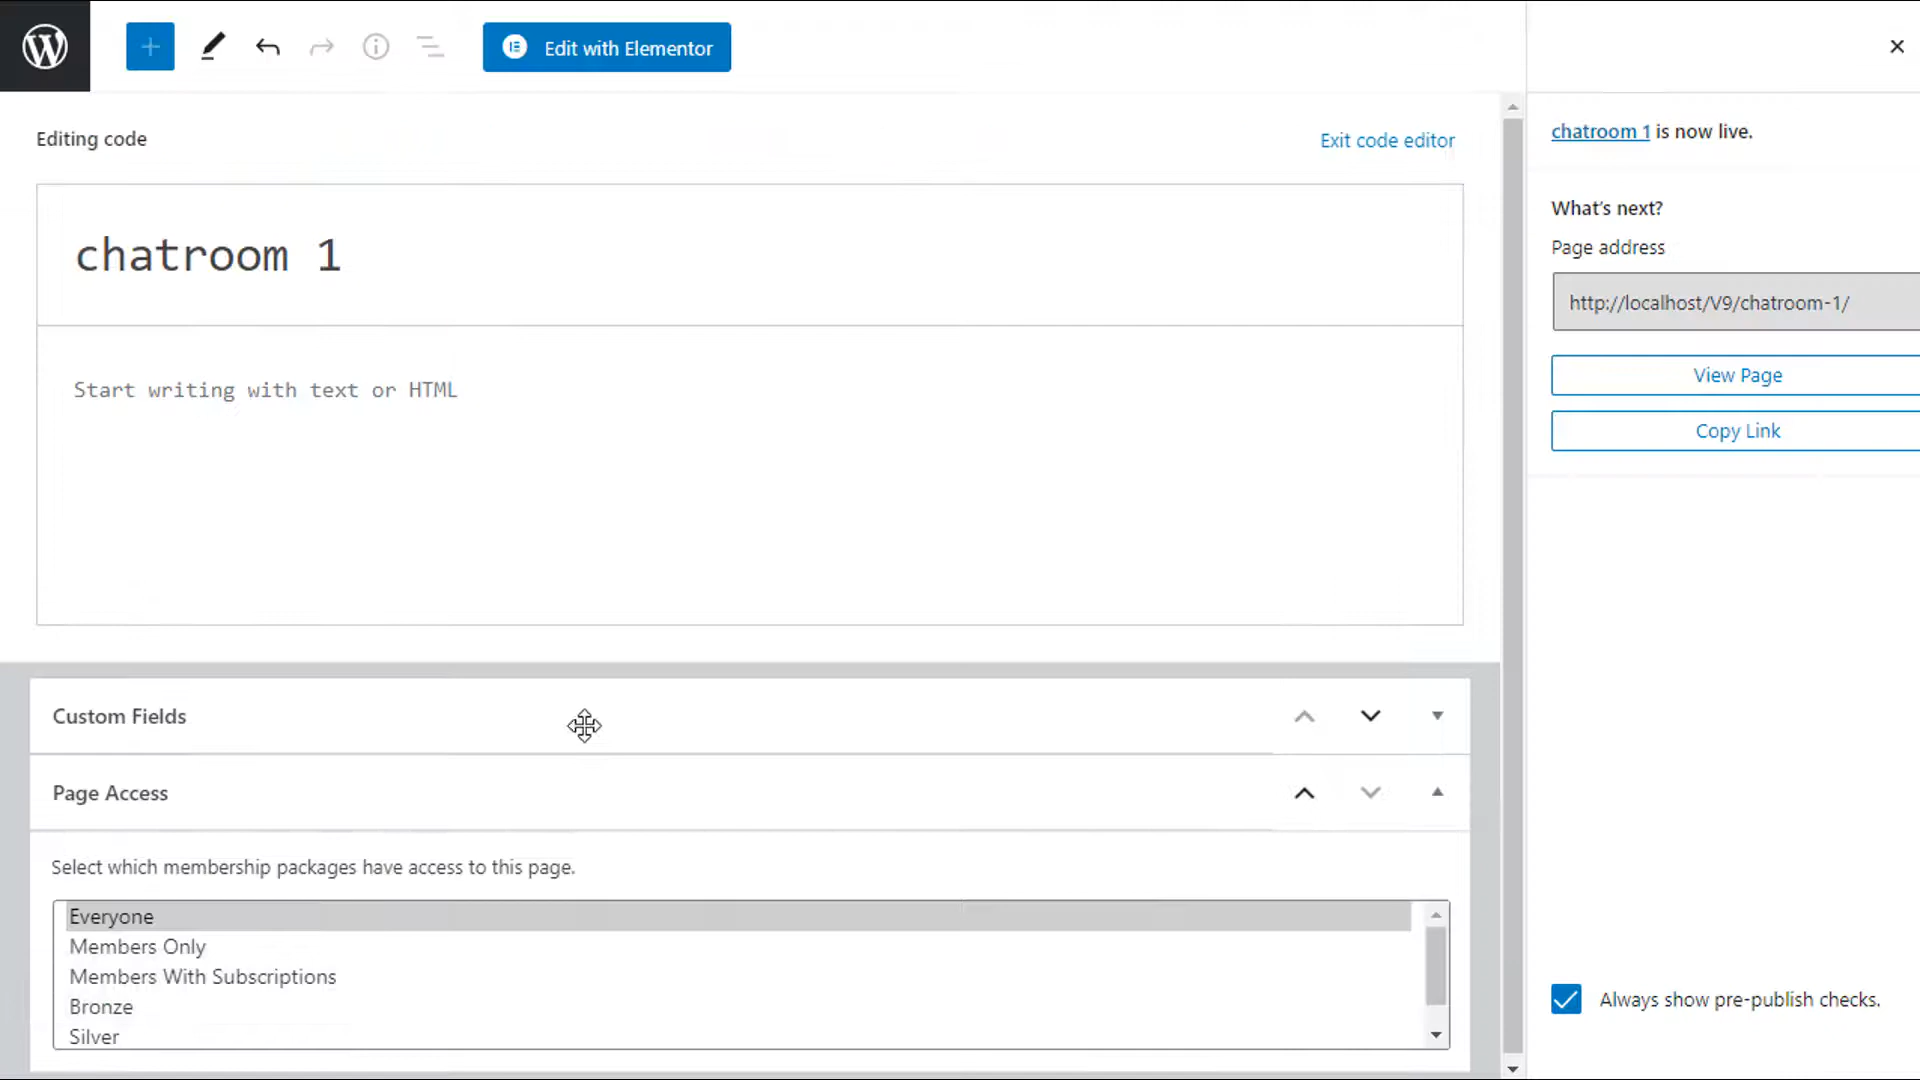 Edit with Elementor
Editing code
Exit code editor
chatroom 1
Start writing with text or HTML
Custom Fields
Page Access
Select which membership packages have access to this page.
Everyone
Members Only
Members With Subscriptions
Bronze
Silver
chatroom 1 is now live.
What's next?
Page address
http://localhost/V9/chatroom-1/
View Page
Copy Link
Always show pre-publish checks.